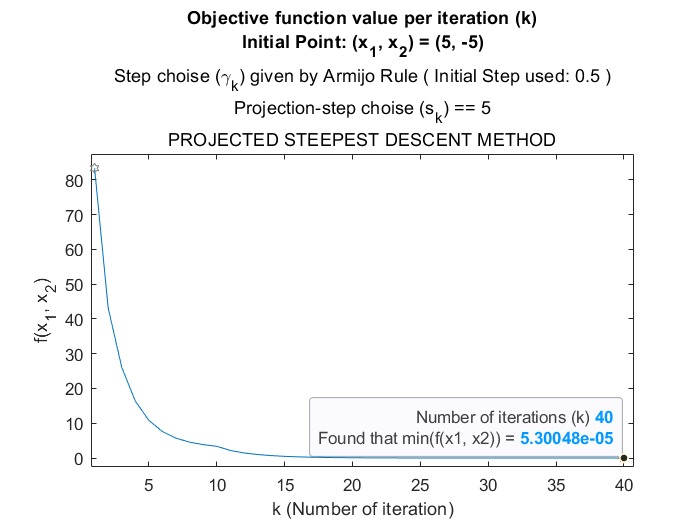 Objective function value per iteration (k)
Initial Point: (x1, x2) = (5, -5)
Step choise (γk) given by Armijo Rule ( Initial Step used: 0.5 )
Projection-step choise (sk) == 5
PROJECTED STEEPEST DESCENT METHOD
80
70
60
50
40
30
20
10
0
f(x1, x2)
Number of iterations (k) 40
Found that min(f(x1, x2)) = 5.30048e-05
5 10 15 20 25 30 35 40
k (Number of iteration)